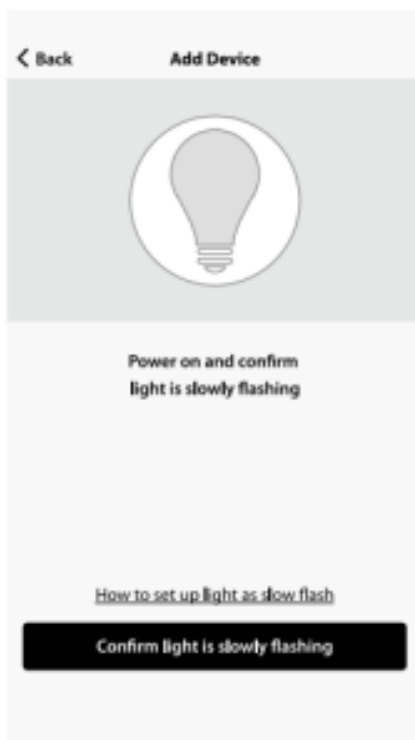 Back
Add Device
Power on and confirm
light is slowly flashing
How to set up light as slow flash
Confirm light is slowly flashing